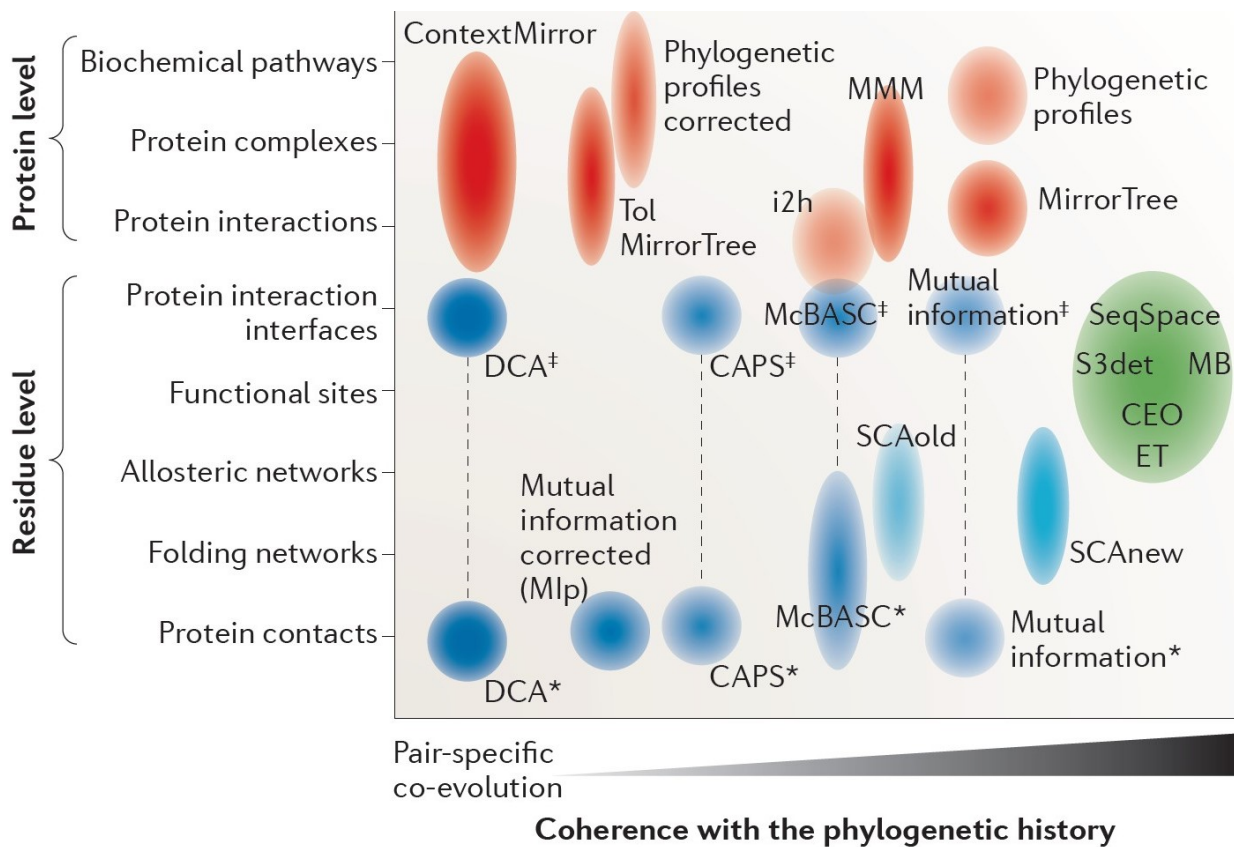 Protein level
Residue level
Biochemical pathways
Protein complexes
Protein interactions
Protein interaction
interfaces
Functional sites
Allosteric networks
Folding networks
Protein contacts
ContextMirror
Phylogenetic
profiles
corrected
MMM
Phylogenetic
profiles
Tol
MirrorTree
i2h
MirrorTree
DCA‡
CAPS‡
McBASC‡
Mutual
information‡
SeqSpace
S3det
MB
CEO
ET
SCAold
Mutual
information
corrected
(MIp)
SCAnew
DCA*
CAPS*
McBASC*
Mutual
information*
Pair-specific
co-evolution
Coherence with the phylogenetic history